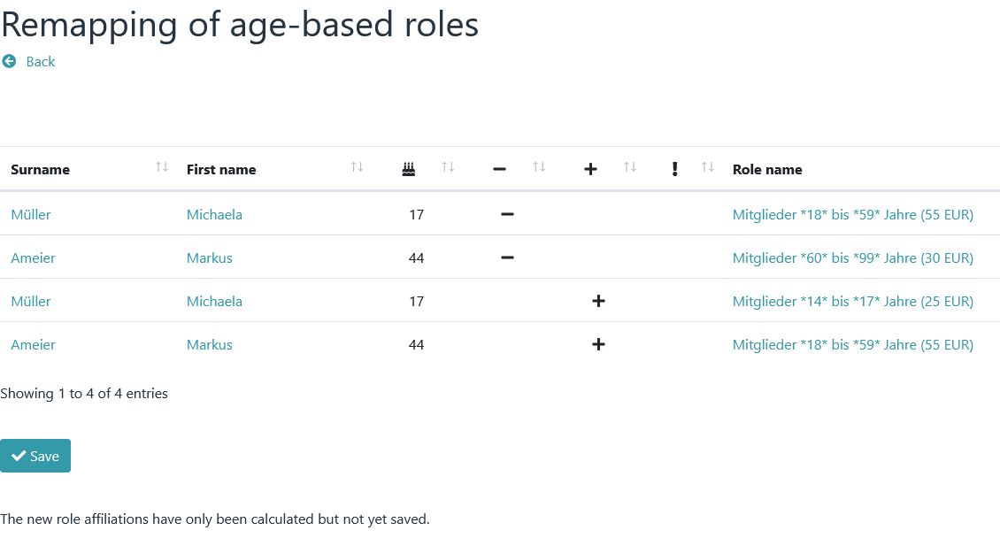 Remapping of age-based roles
Back
Surname First name Role name
Müller Michaela 17 Mitglieder *18* bis *59* Jahre (55 EUR)
Ameier Markus 44 Mitglieder *60* bis *99* Jahre (30 EUR)
Müller Michaela 17 Mitglieder *14* bis *17* Jahre (25 EUR)
Ameier Markus 44 Mitglieder *18* bis *59* Jahre (55 EUR)
Showing 1 to 4 of 4 entries
Save
The new role affiliations have only been calculated but not yet saved.